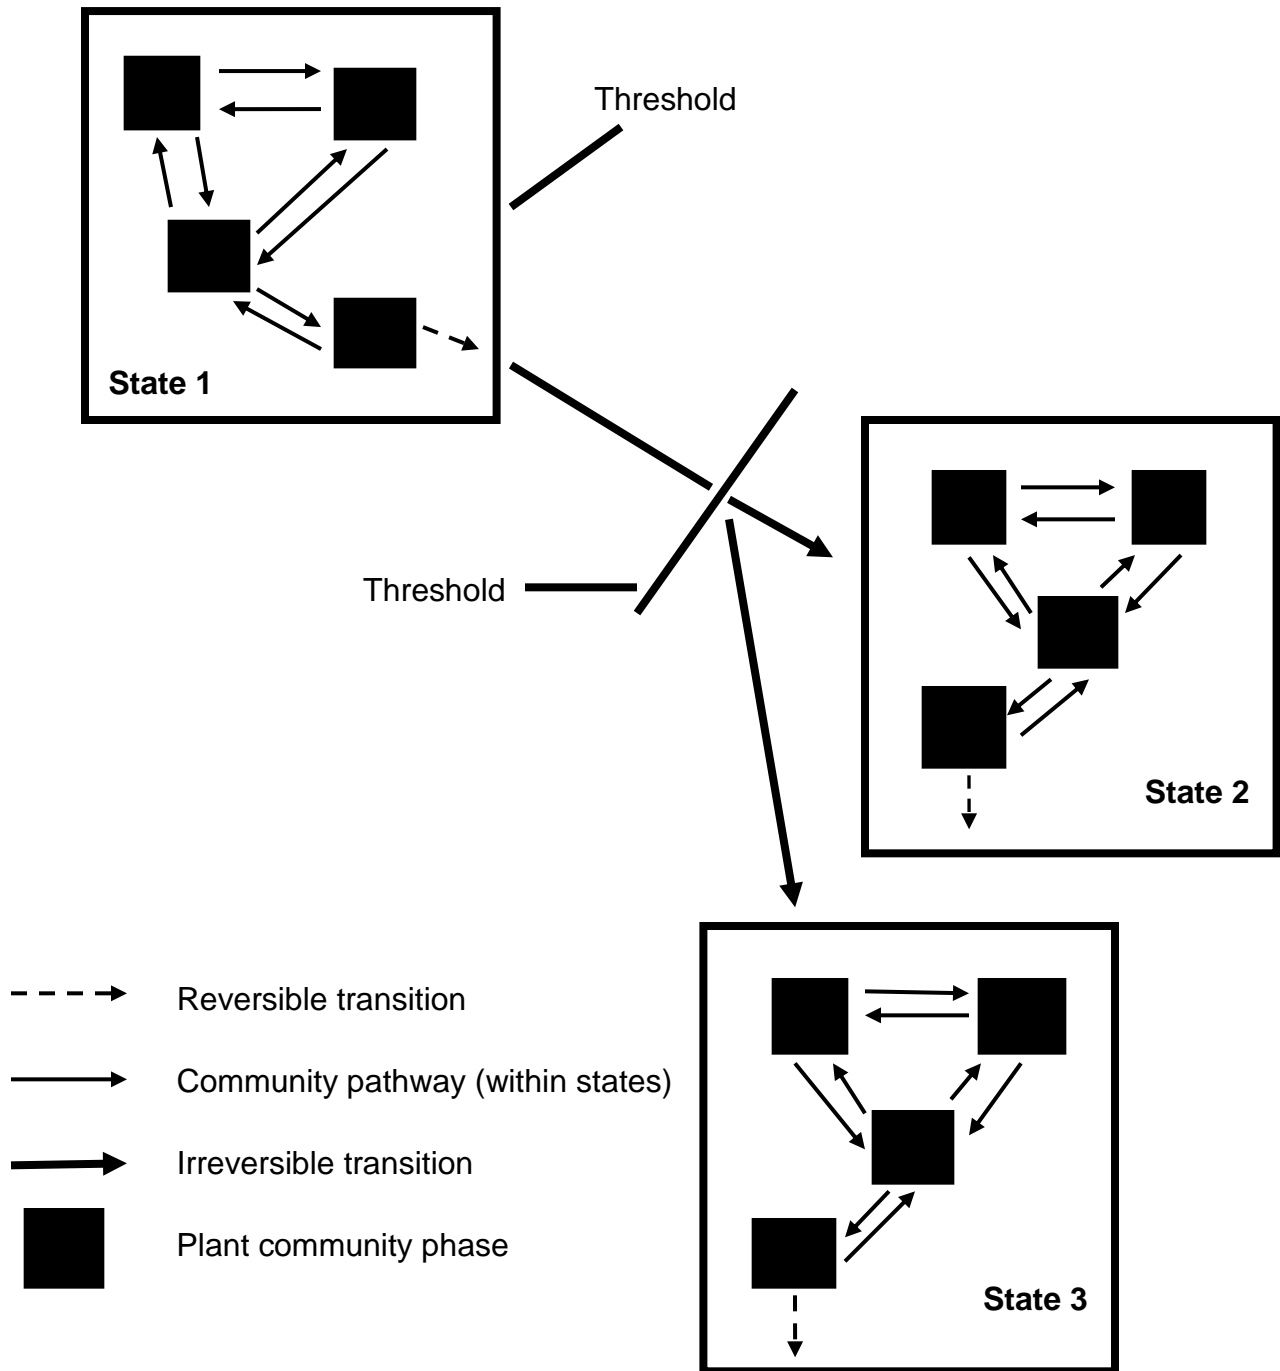 Threshold
State 1
Threshold
State 2
Reversible transition
Community pathway (within states)
Irreversible transition
Plant community phase
State 3